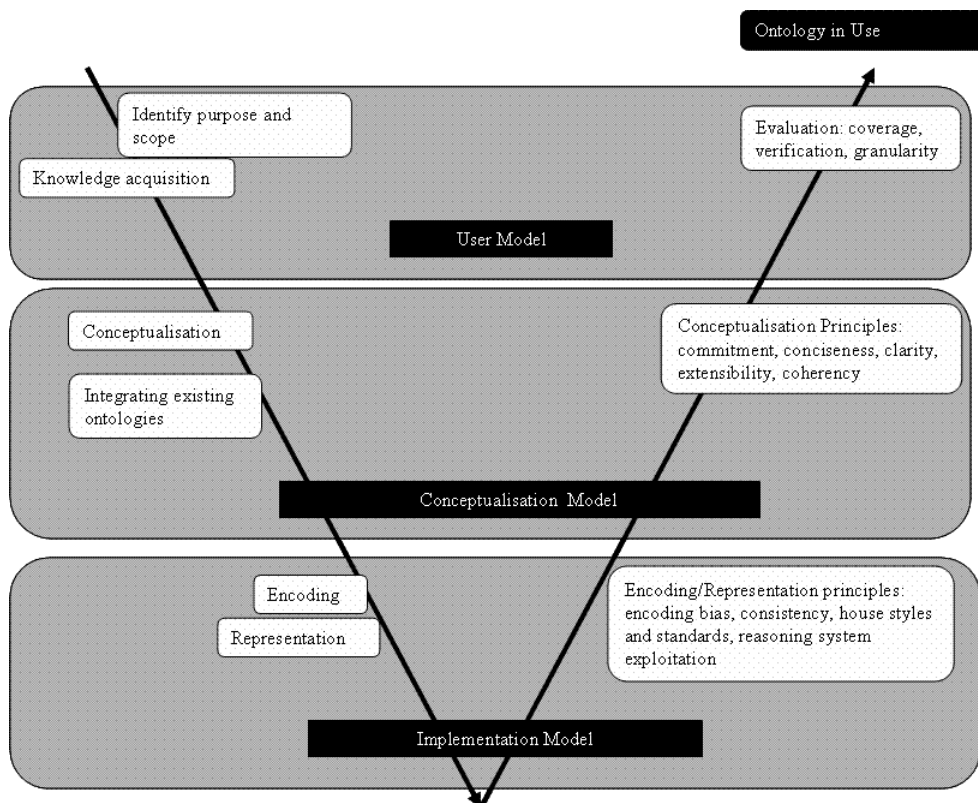 Ontology in Use
Identify purpose and
scope
Knowledge acquisition
Evaluation: coverage,
verification, granularity
User Model
Conceptualisation
Integrating existing
ontologies
Conceptualisation Principles:
commitment, conciseness, clarity,
extensibility, coherency
Conceptualisation Model
Encoding
Representation
Encoding/Representation principles:
encoding bias, consistency, house styles
and standards, reasoning system
exploitation
Implementation Model